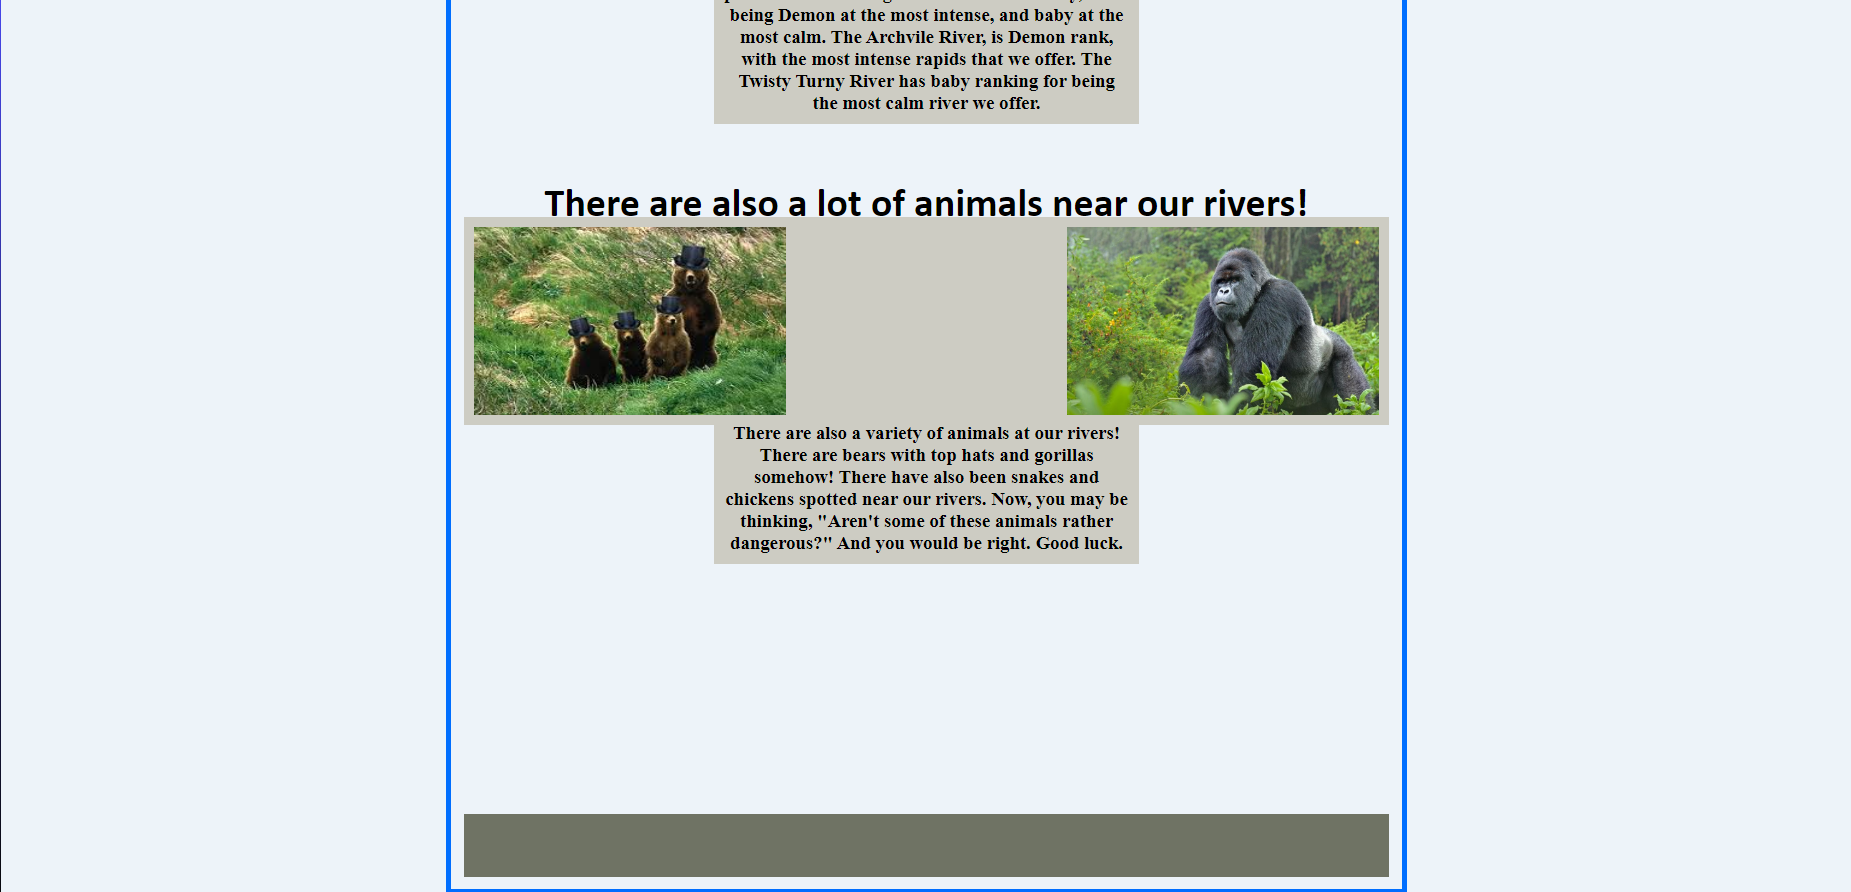 being Demon at the most intense, and baby at the
most calm. The Archvile River, is Demon rank,
with the most intense rapids that we offer. The
Twisty Turny River has baby ranking for being
the most calm river we offer.
There are also a lot of animals near our rivers!
There are also a variety of animals at our rivers!
There are bears with top hats and gorillas
somehow! There have also been snakes and
chickens spotted near our rivers. Now, you may be
thinking, "Aren't some of these animals rather
dangerous?" And you would be right. Good luck.